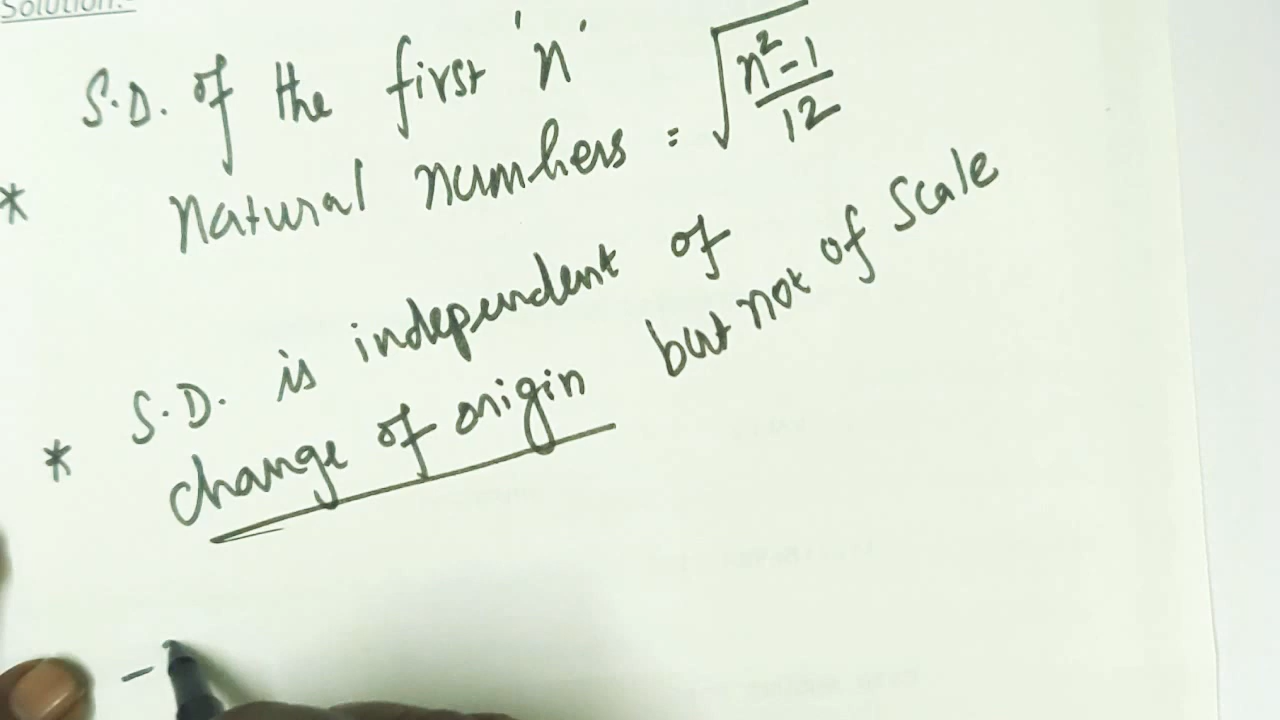 Solution:-
S.D. of the first 'n'
* Natural numbers = √((n²-1)/12)
S.D. is independent of
* change of origin but not of scale
-